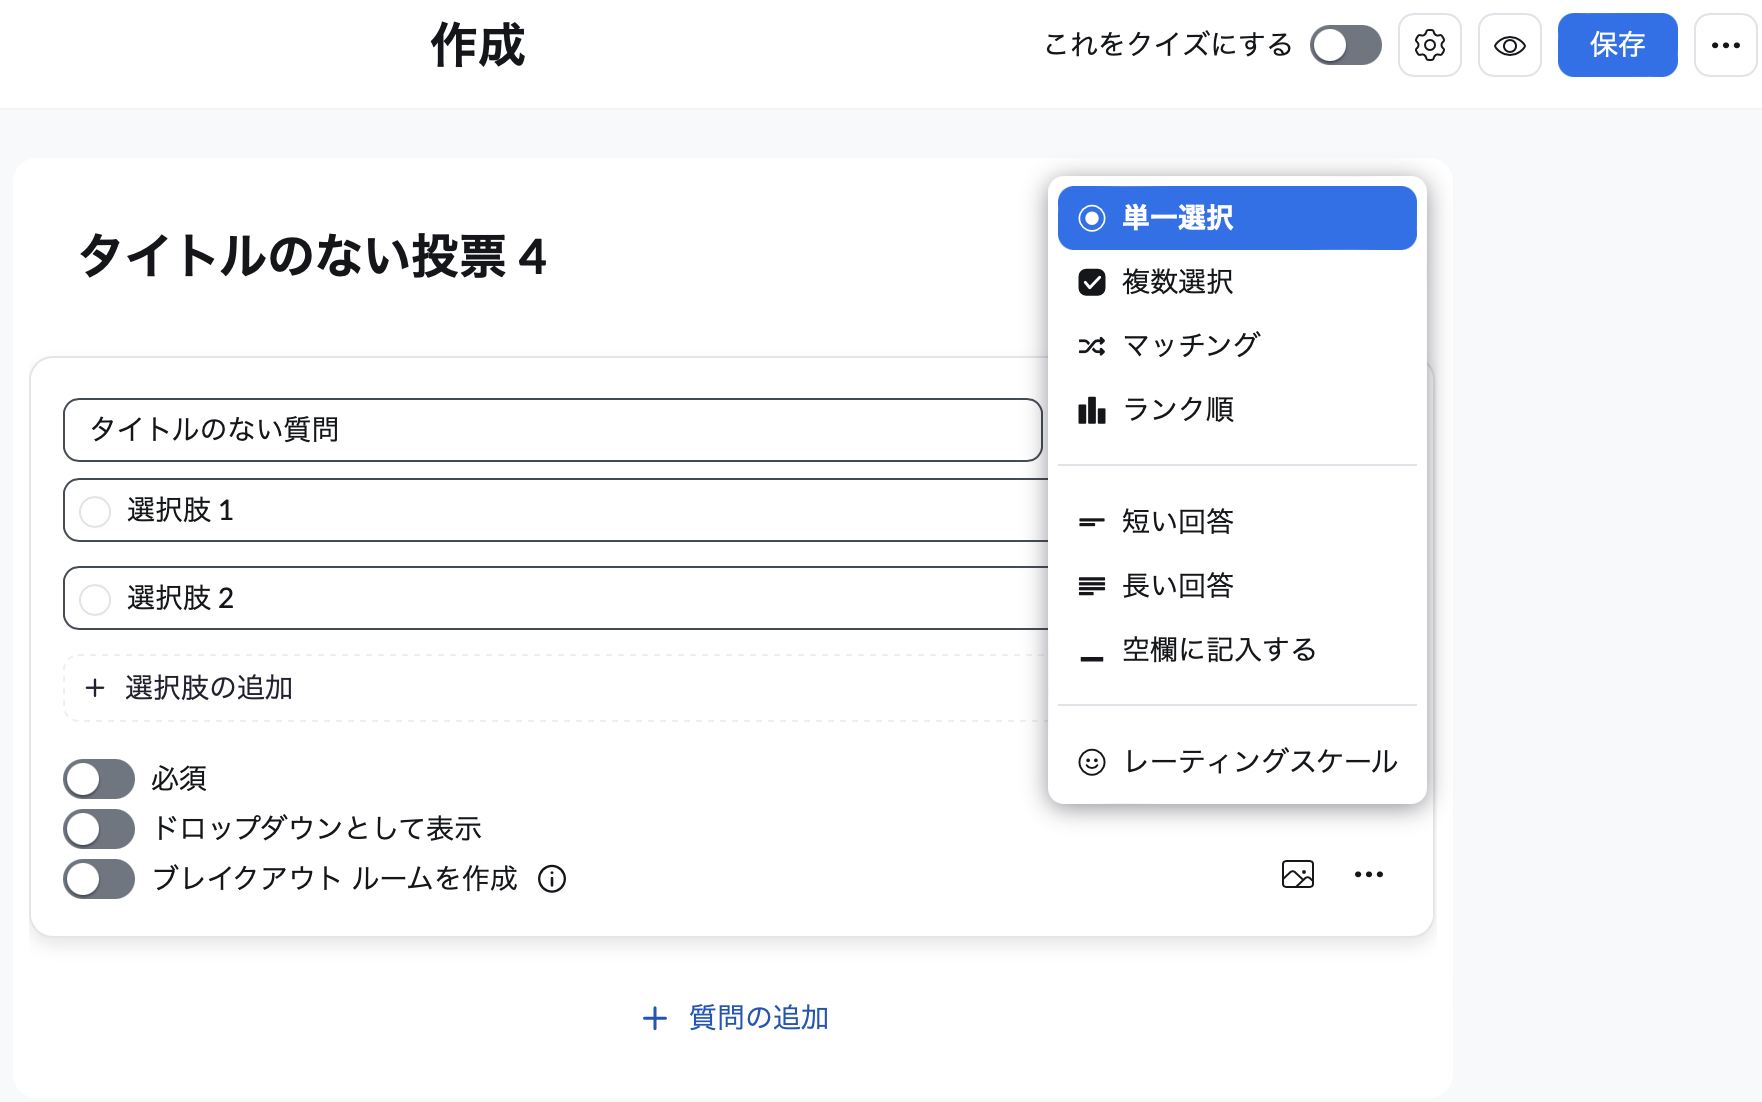 作成
これをクイズにする
保存
タイトルのない投票 4
単一選択
複数選択
マッチング
ランク順
短い回答
長い回答
空欄に記入する
レーティングスケール
タイトルのない質問
選択肢 1
選択肢 2
選択肢の追加
必須
ドロップダウンとして表示
ブレイクアウト ルームを作成
質問の追加